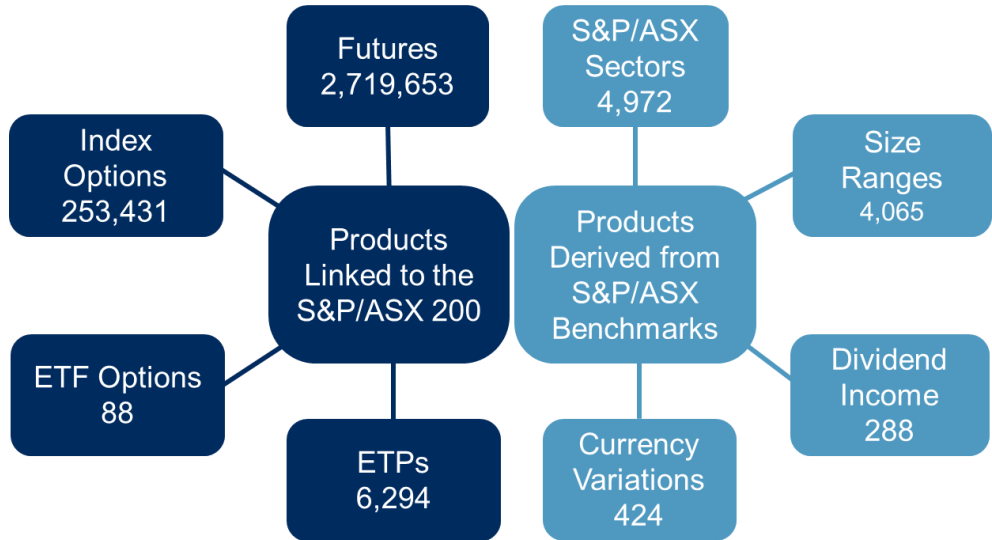 Futures
2,719,653
S&P/ASX
Sectors
4,972
Index
Options
253,431
Size
Ranges
4,065
Products
Linked to the
S&P/ASX 200
Products
Derived from
S&P/ASX
Benchmarks
ETF Options
88
Dividend
Income
288
ETPs
6,294
Currency
Variations
424